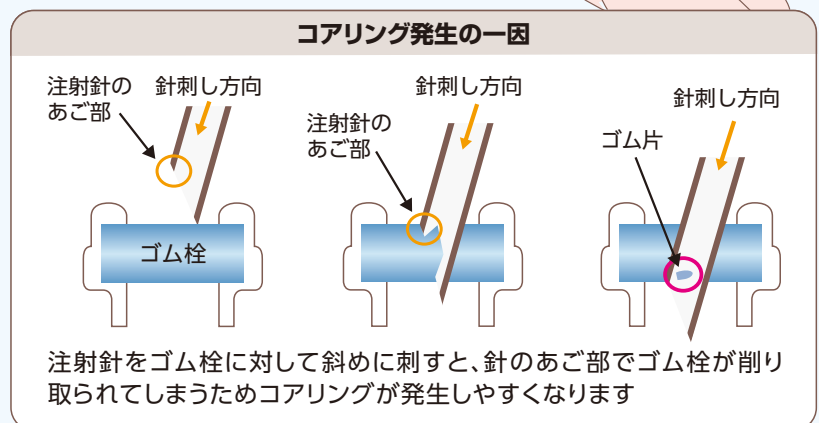 コアリング発生の一因
注射針の
あご部
針刺し方向
ゴム栓
注射針の
あご部
針刺し方向
ゴム片
針刺し方向
注射針をゴム栓に対して斜めに刺すと、針のあご部でゴム栓が削り
取られてしまうためコアリングが発生しやすくなります